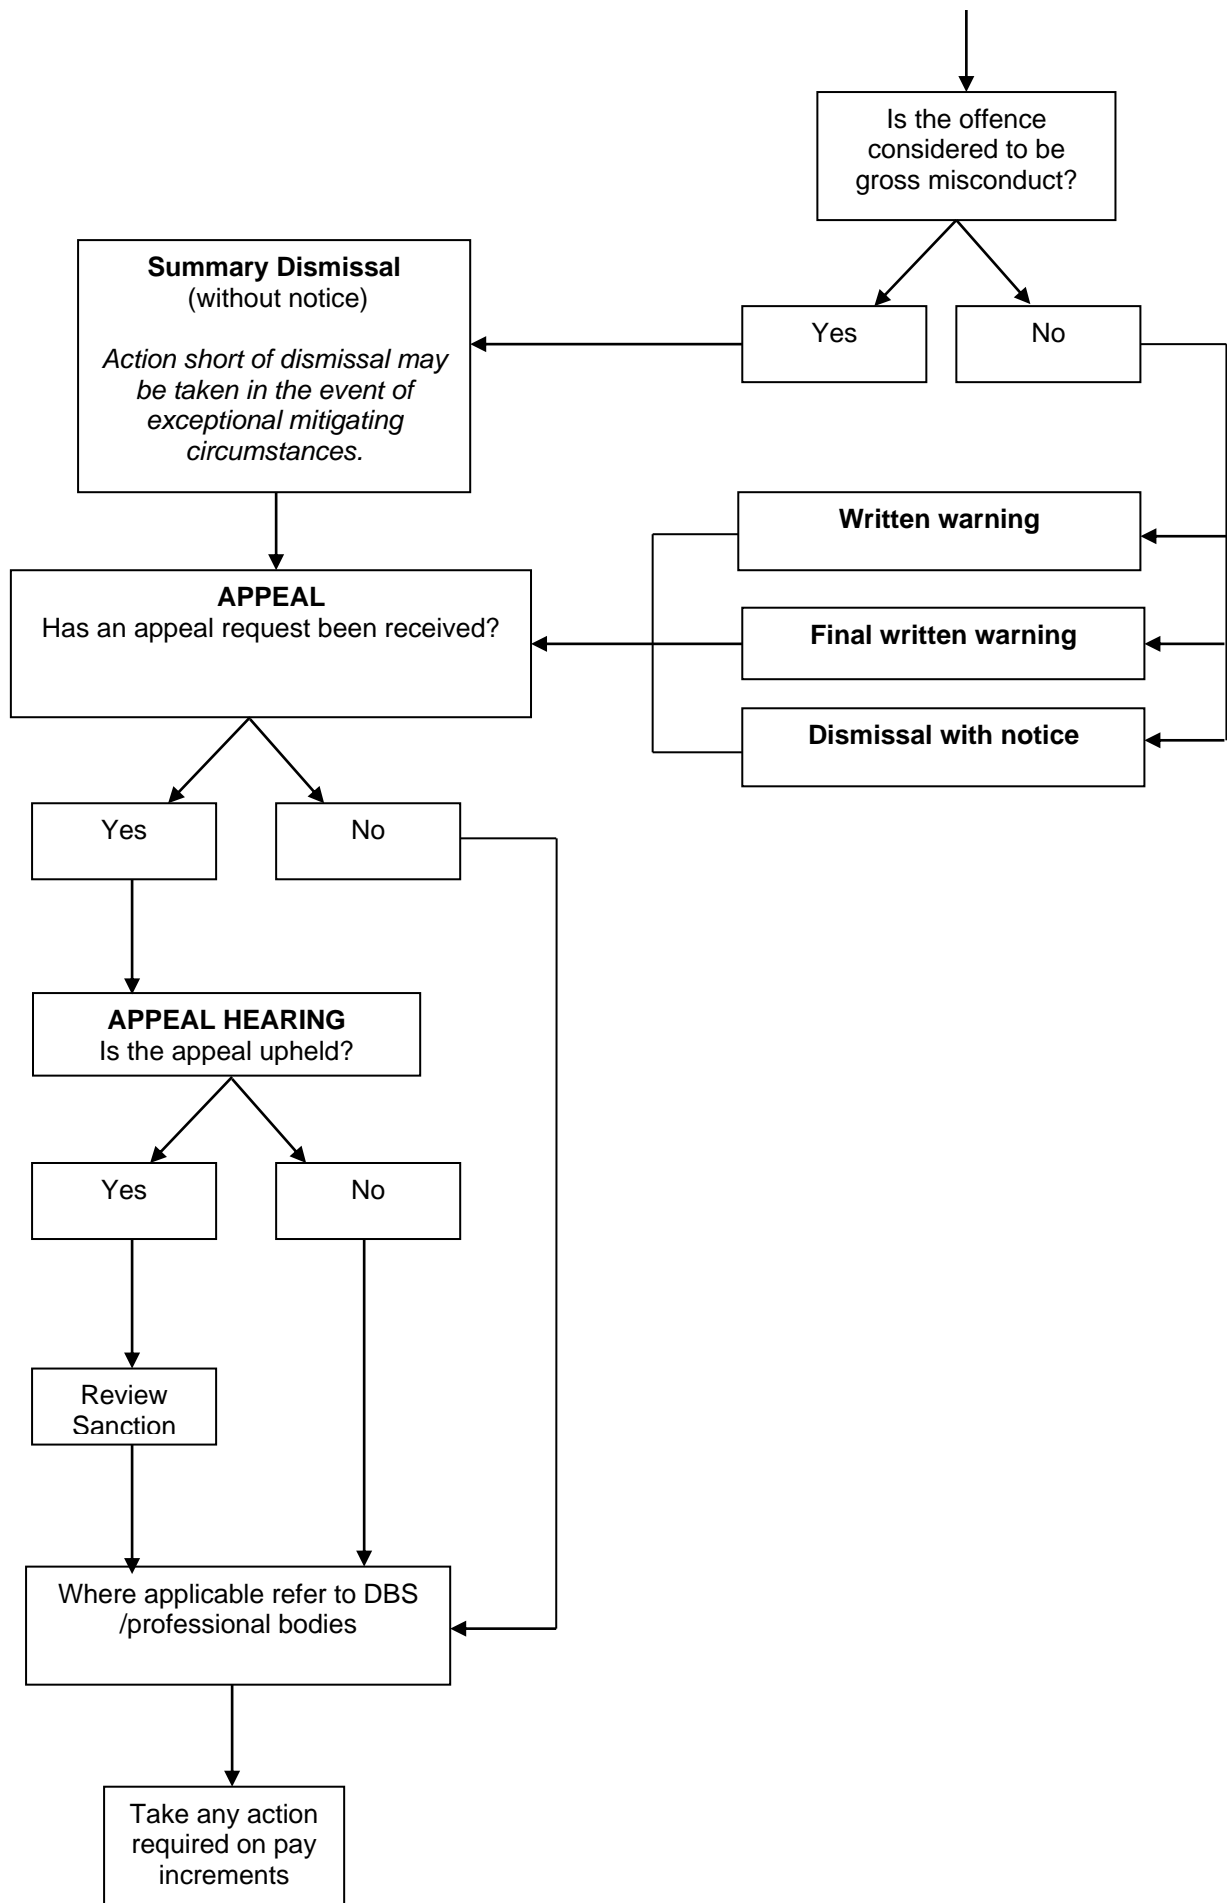 Is the offence
considered to be
gross misconduct?
Summary Dismissal
(without notice)
Action short of dismissal may
be taken in the event of
exceptional mitigating
circumstances.
Yes
No
Written warning
APPEAL
Has an appeal request been received?
Final written warning
Dismissal with notice
Yes
No
APPEAL HEARING
Is the appeal upheld?
Yes
No
Review
Sanction
Where applicable refer to DBS
/professional bodies
Take any action
required on pay
increments